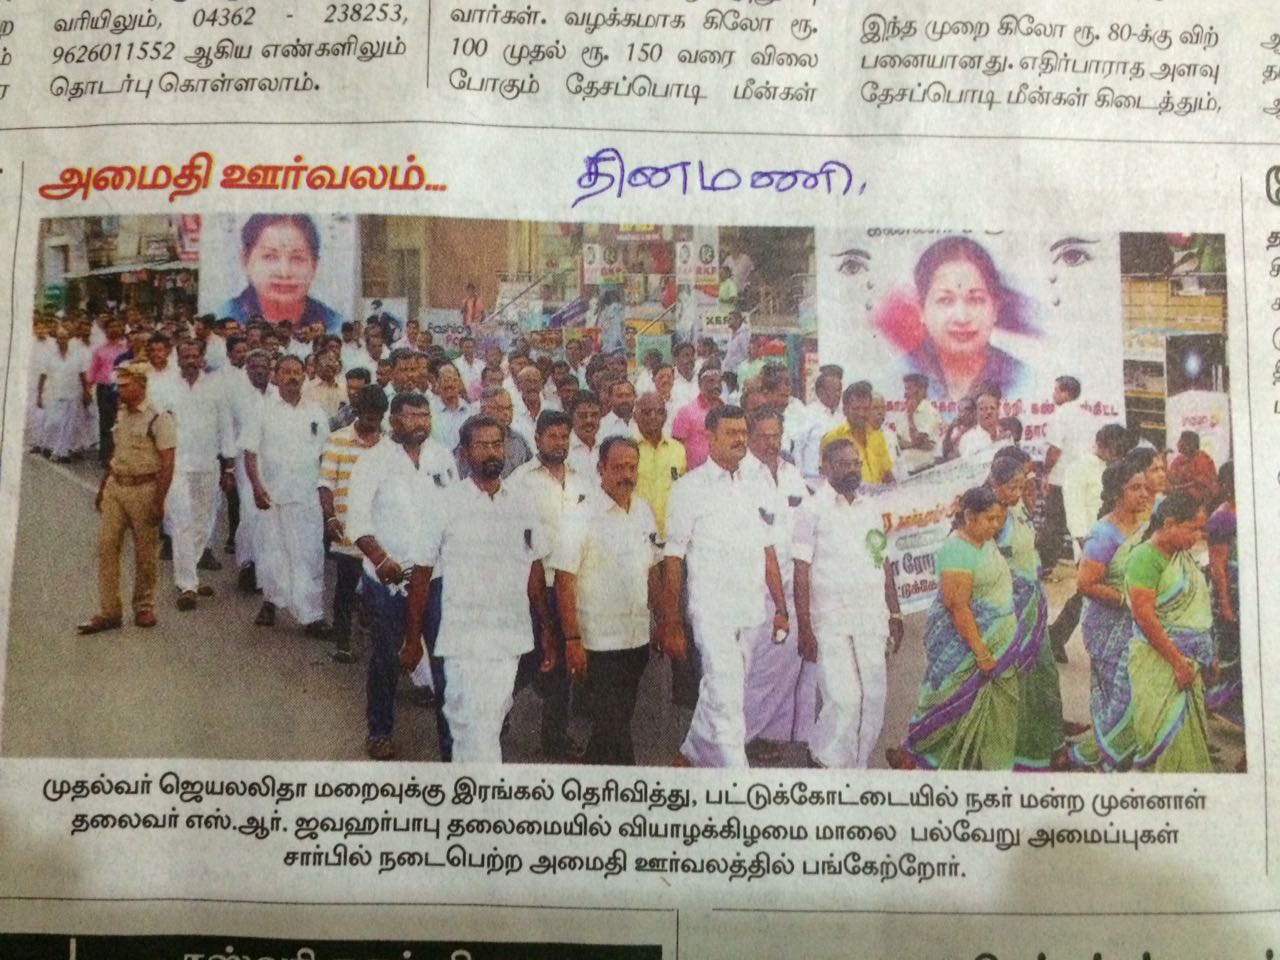 வரியிலும், 04362 - 238253,
9626011552 ஆகிய எண்களிலும்
தொடர்பு கொள்ளலாம்.
வார்கள். வழக்கமாக கிலோ ரூ.
100 முதல் ரூ. 150 வரை விலை
போகும் தேசப்பொடி மீன்கள்
இந்த முறை கிலோ ரூ. 80-க்கு விற்
பனையானது. எதிர்பாராத அளவு
தேசப்பொடி மீன்கள் கிடைத்தும்,
அமைதி ஊர்வலம்...
தினமணி.
முதல்வர் ஜெயலலிதா மறைவுக்கு இரங்கல் தெரிவித்து, பட்டுக்கோட்டையில் நகர் மன்ற முன்னாள்
தலைவர் எஸ்.ஆர். ஜவஹர்பாபு தலைமையில் வியாழக்கிழமை மாலை பல்வேறு அமைப்புகள்
சார்பில் நடைபெற்ற அமைதி ஊர்வலத்தில் பங்கேற்றோர்.